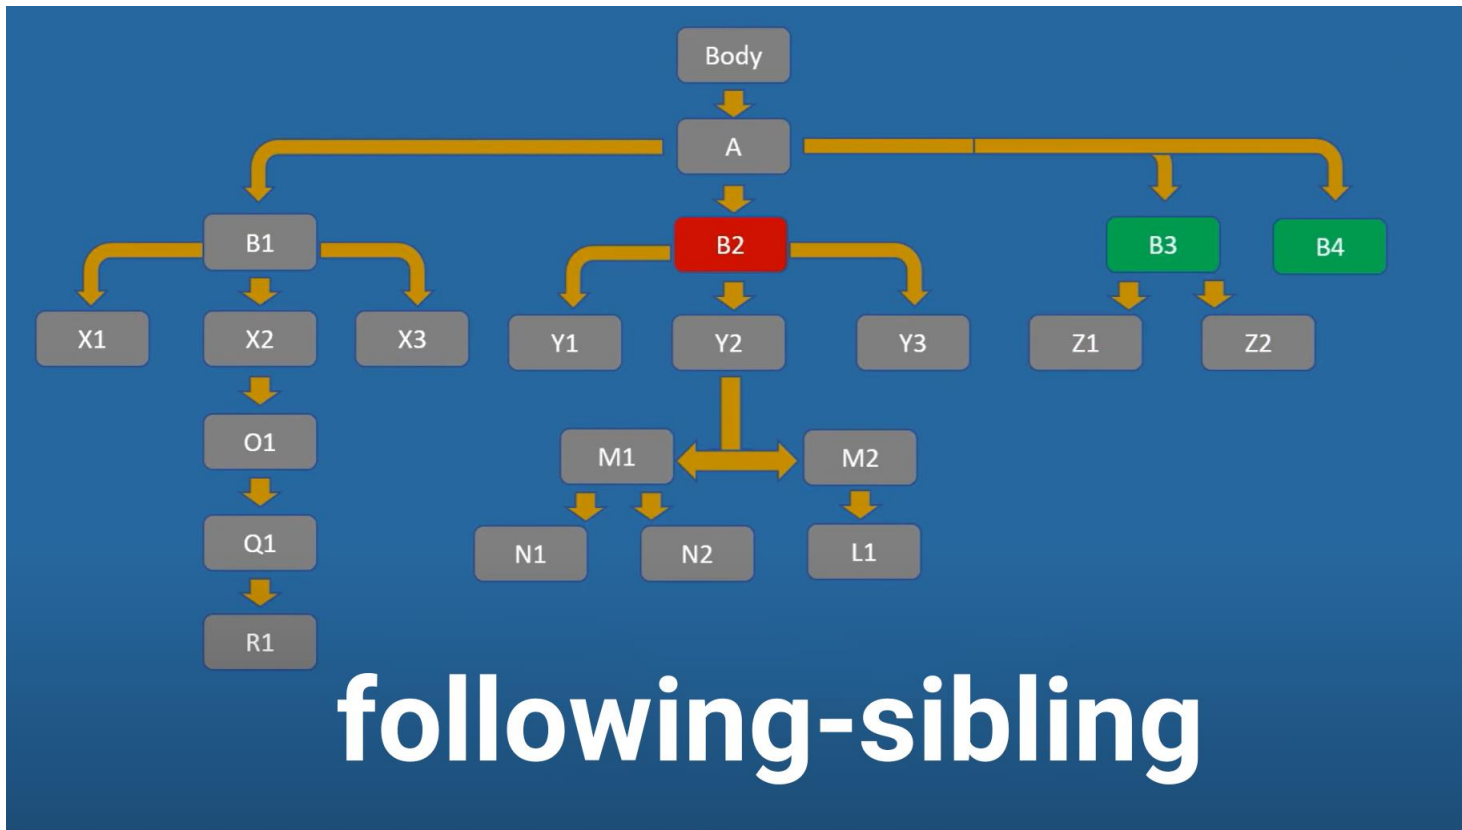 Body
A
B1
B2
B3
B4
X1
X2
X3
Y1
Y2
Y3
Z1
Z2
O1
M1
M2
Q1
N1
N2
L1
R1
following-sibling